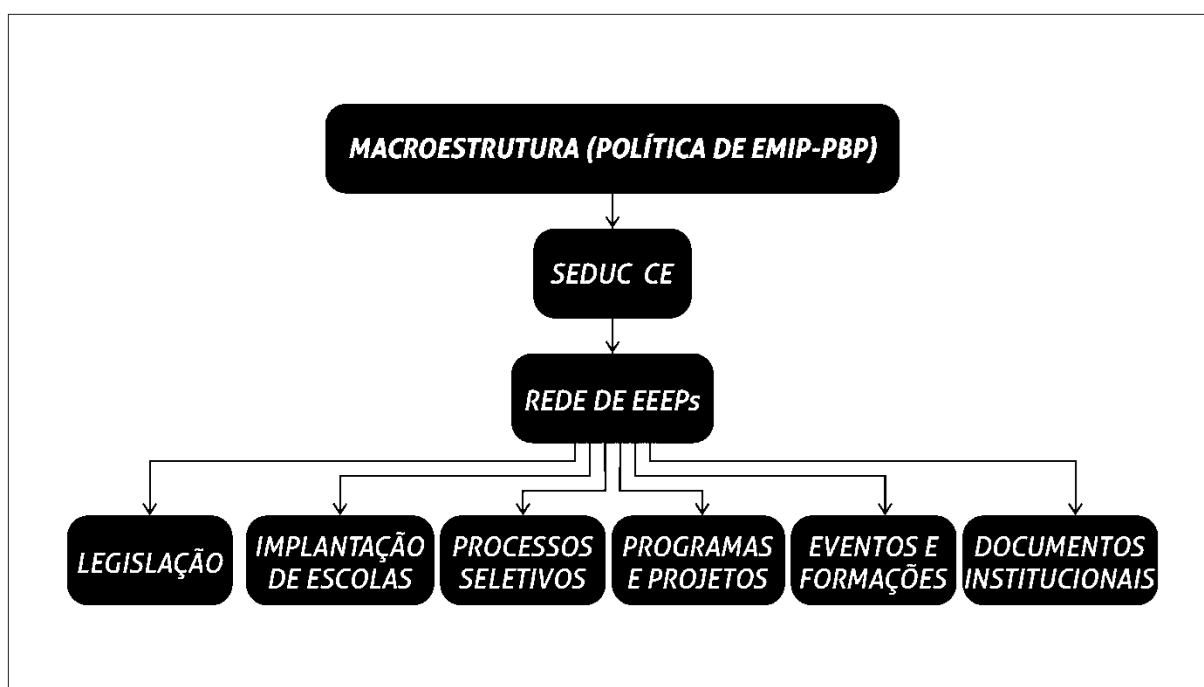 MACROESTRUTURA (POLÍTICA DE EMIP-PBP)
SEDUC CE
REDE DE EEEPs
LEGISLAÇÃO
IMPLANTAÇÃO
DE ESCOLAS
PROCESSOS
SELETIVOS
PROGRAMAS
E PROJETOS
EVENTOS E
FORMAÇÕES
DOCUMENTOS
INSTITUCIONAIS